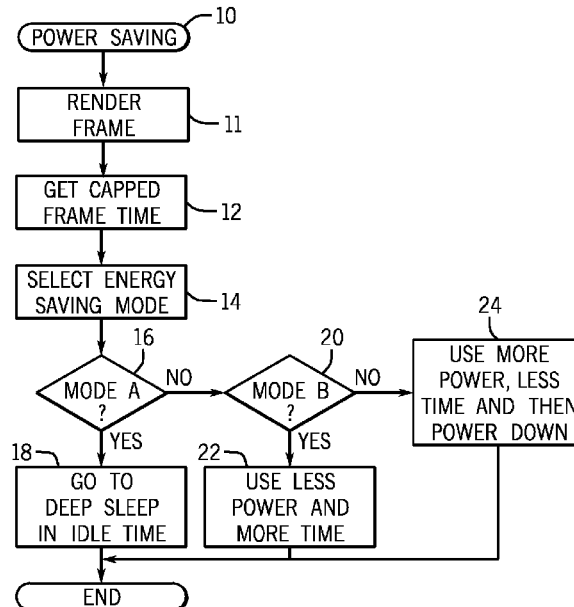 POWER SAVING
10
RENDER
FRAME
11
GET CAPPED
FRAME TIME
12
SELECT ENERGY
SAVING MODE
14
16
MODE A
?
NO
YES
20
MODE B
?
NO
YES
24
USE MORE
POWER, LESS
TIME AND THEN
POWER DOWN
18
GO TO
DEEP SLEEP
IN IDLE TIME
22
USE LESS
POWER AND
MORE TIME
END